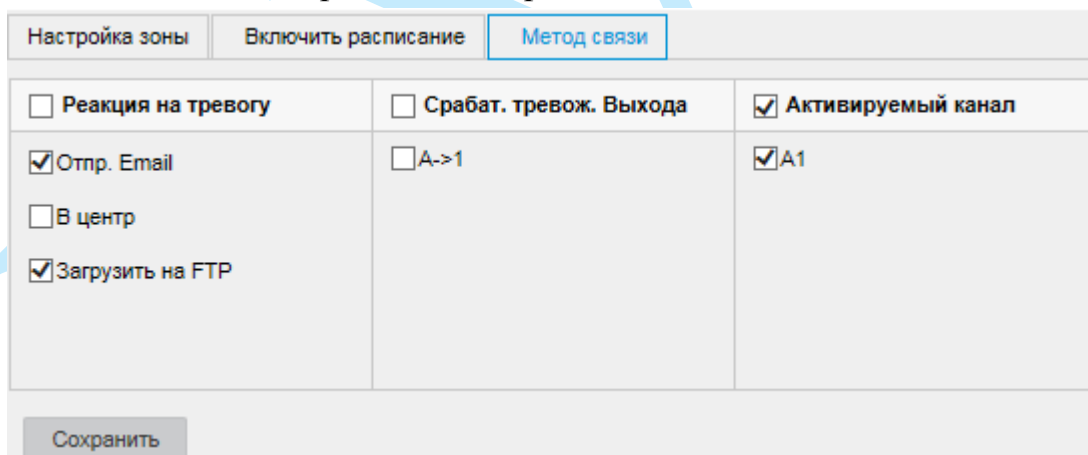 Настройка зоны Включить расписание Метод связи
Реакция на тревогу Срабат. тревож. Выхода Активируемый канал
Отпр. Email A->1 A1
В центр
Загрузить на FTP
Сохранить